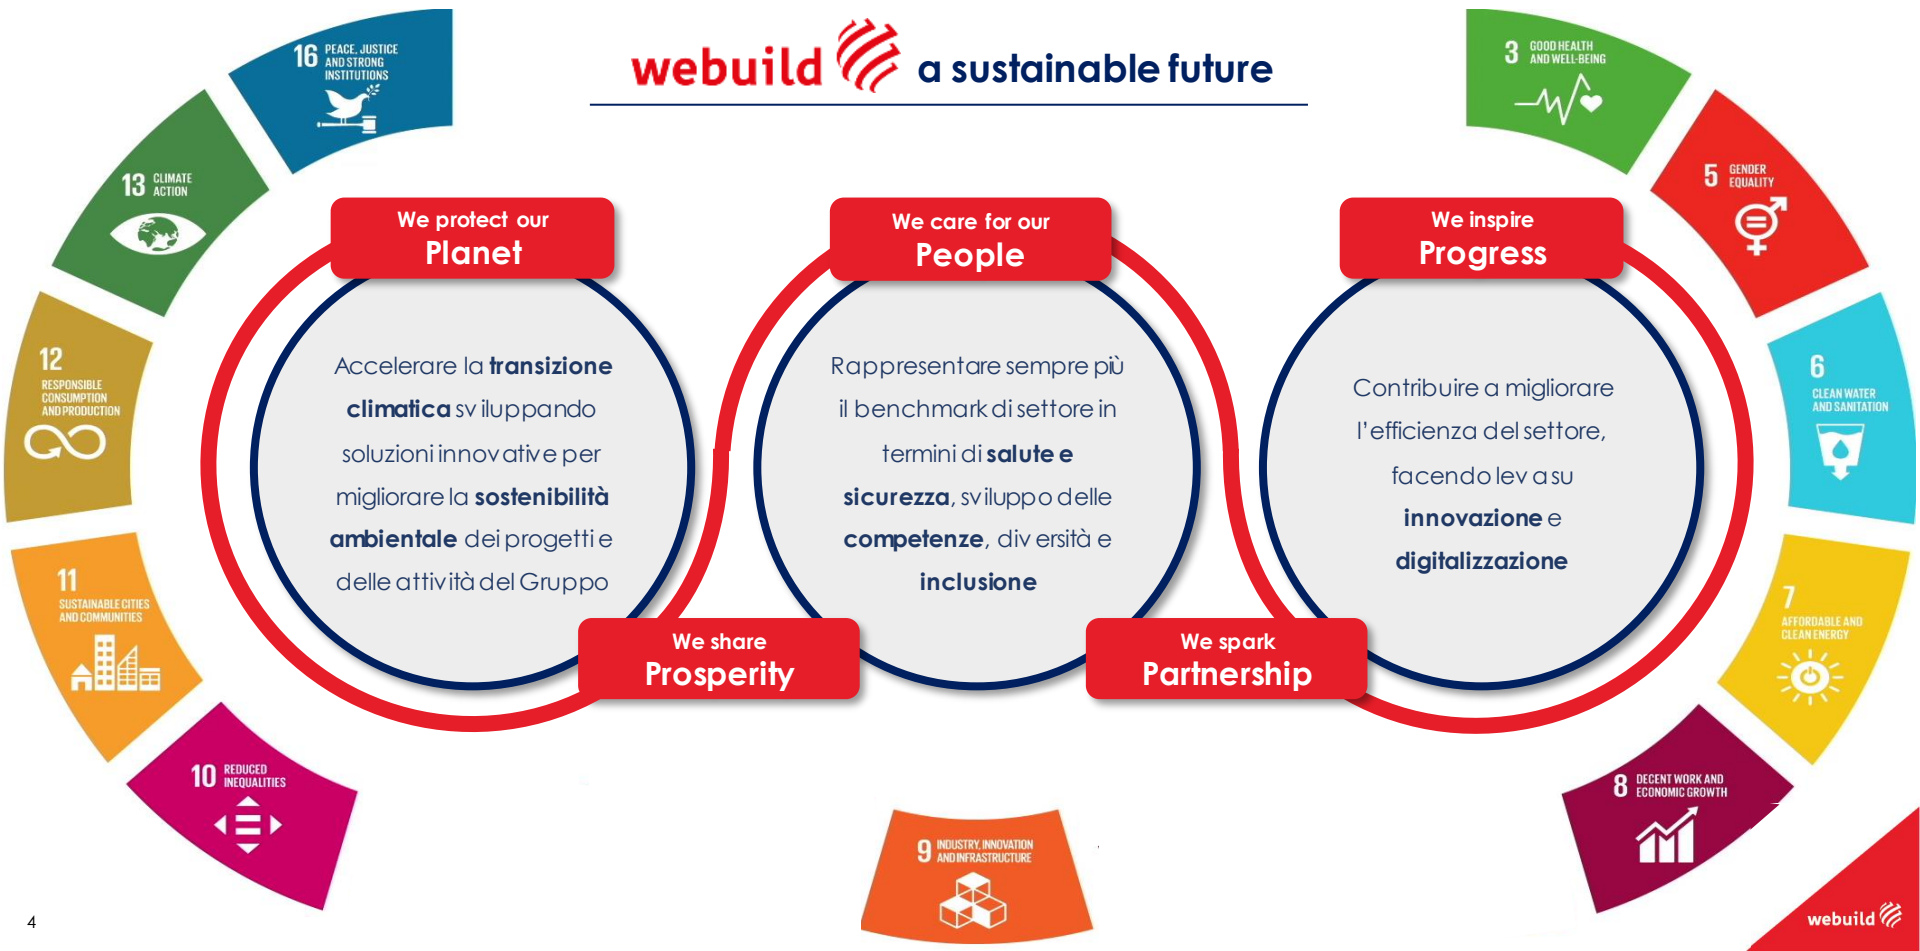 webuild a sustainable future
16 PEACE, JUSTICE
AND STRONG
INSTITUTIONS
13 CLIMATE
ACTION
12
RESPONSIBLE
CONSUMPTION
AND PRODUCTION
11
SUSTAINABLE CITIES
AND COMMUNITIES
10 REDUCED
INEQUALITIES
We protect our
Planet
Accelerare la transizione
climatica sviluppando
soluzioni innovative per
migliorare la sostenibilità
ambientale dei progetti e
delle attività del Gruppo
We share
Prosperity
We care for our
People
Rappresentare sempre più
il benchmark di settore in
termini di salute e
sicurezza, sviluppo delle
competenze, diversità e
inclusione
We spark
Partnership
We inspire
Progress
Contribuire a migliorare
l'efficienza del settore,
facendo leva su
innovazione e
digitalizzazione
3 GOOD HEALTH
AND WELL-BEING
5 GENDER
EQUALITY
6
CLEAN WATER
AND SANITATION
7
AFFORDABLE AND
CLEAN ENERGY
8 DECENT WORK AND
ECONOMIC GROWTH
9 INDUSTRY, INNOVATION
AND INFRASTRUCTURE
4
webuild